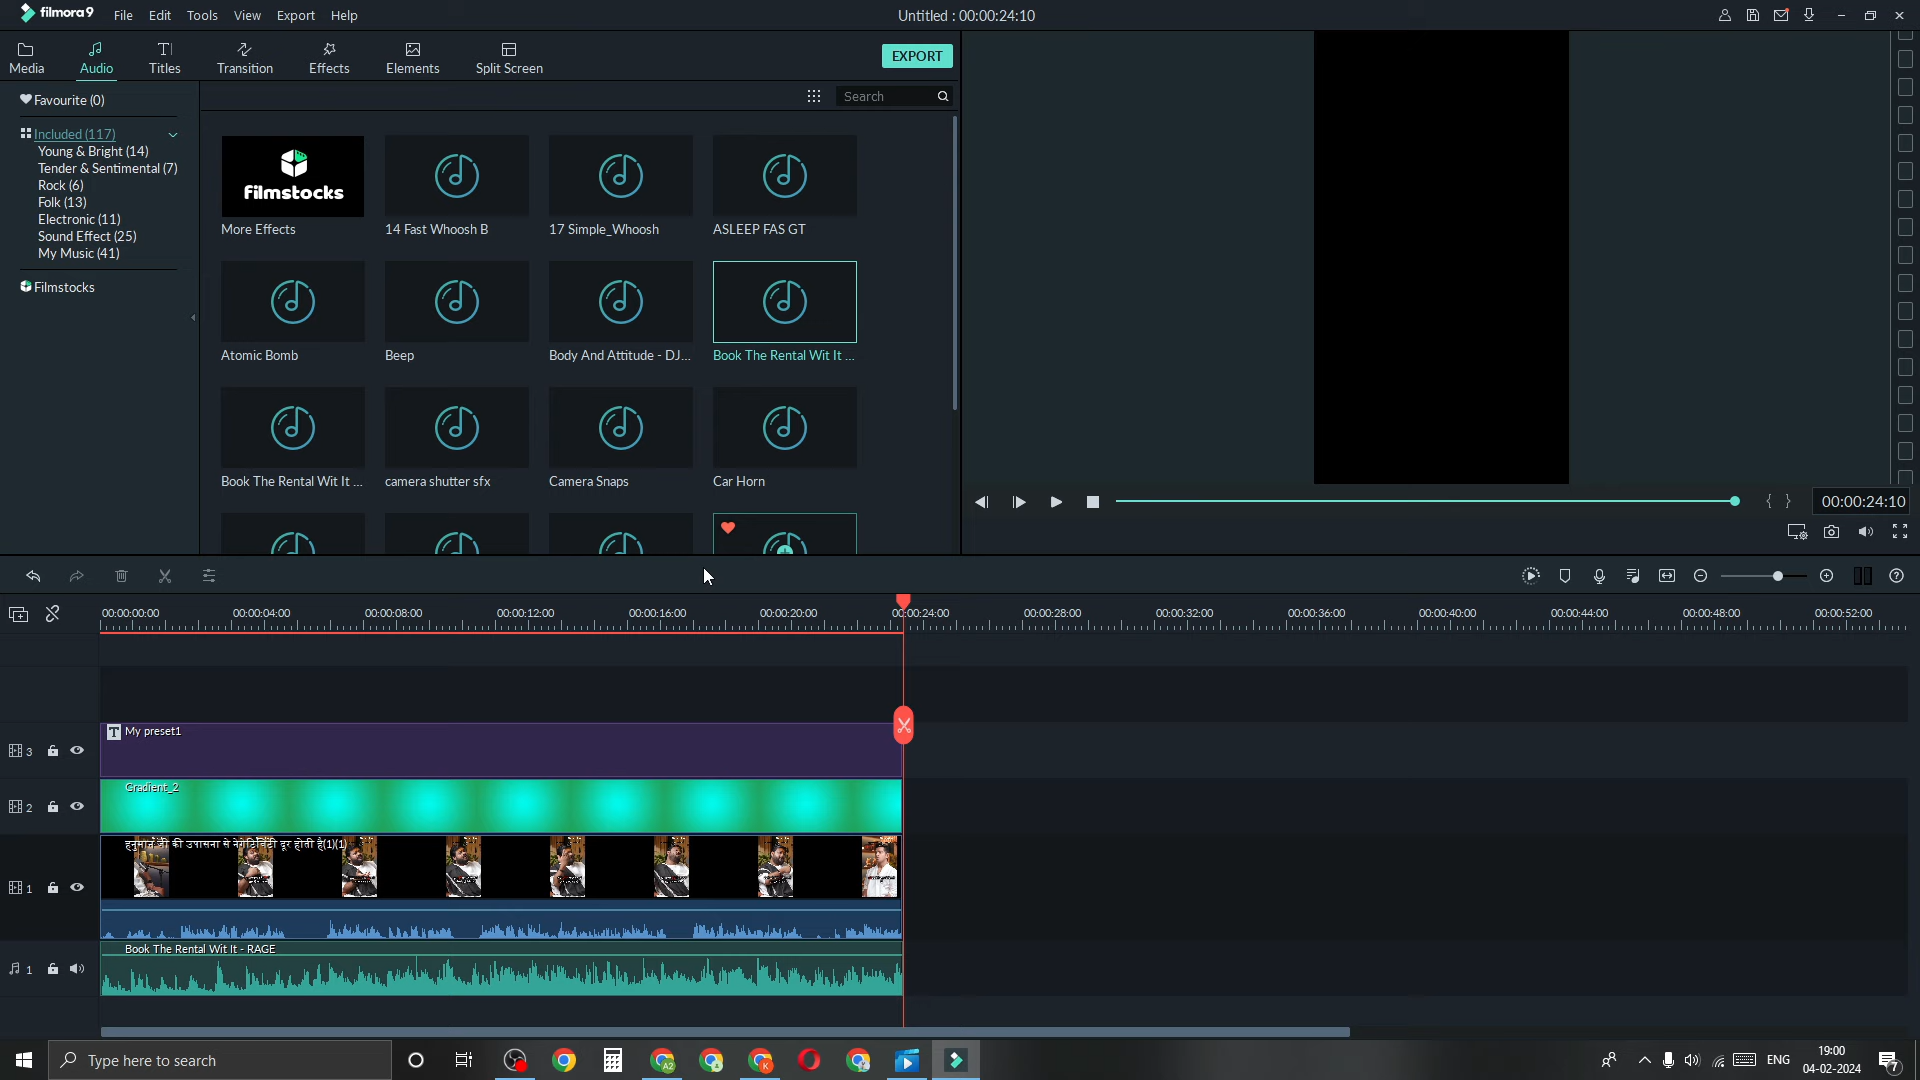 filmora9 File Edit Tools View Export Help Untitled : 00:00:24:10
Media Audio Titles Transition Effects Elements Split Screen EXPORT
Favourite (0)
Search
Included (117)
Young & Bright (14)
Tender & Sentimental (7)
Rock (6)
Folk (13)
Electronic (11)
Sound Effect (25)
My Music (41)
Filmstocks
filmstocks
More Effects 14 Fast Whoosh B 17 Simple_Whoosh ASLEEP FAS GT
Atomic Bomb Beep Body And Attitude - DJ... Book The Rental Wit It ...
Book The Rental Wit It ... camera shutter sfx Camera Snaps Car Horn
00:00:24:10
00:00:00:00 00:00:04:00 00:00:08:00 00:00:12:00 00:00:16:00 00:00:20:00 00:00:24:00 00:00:28:00 00:00:32:00 00:00:36:00 00:00:40:00 00:00:44:00 00:00:48:00 00:00:52:00
T My preset1
3
Gradient_2
2
हनुमान जी की उपासना से नेगेटिविटी दूर होती है(1)(1)
1
Book The Rental Wit It - RAGE
1
Type here to search
A2
K
ENG
19:00
04-02-2024
7